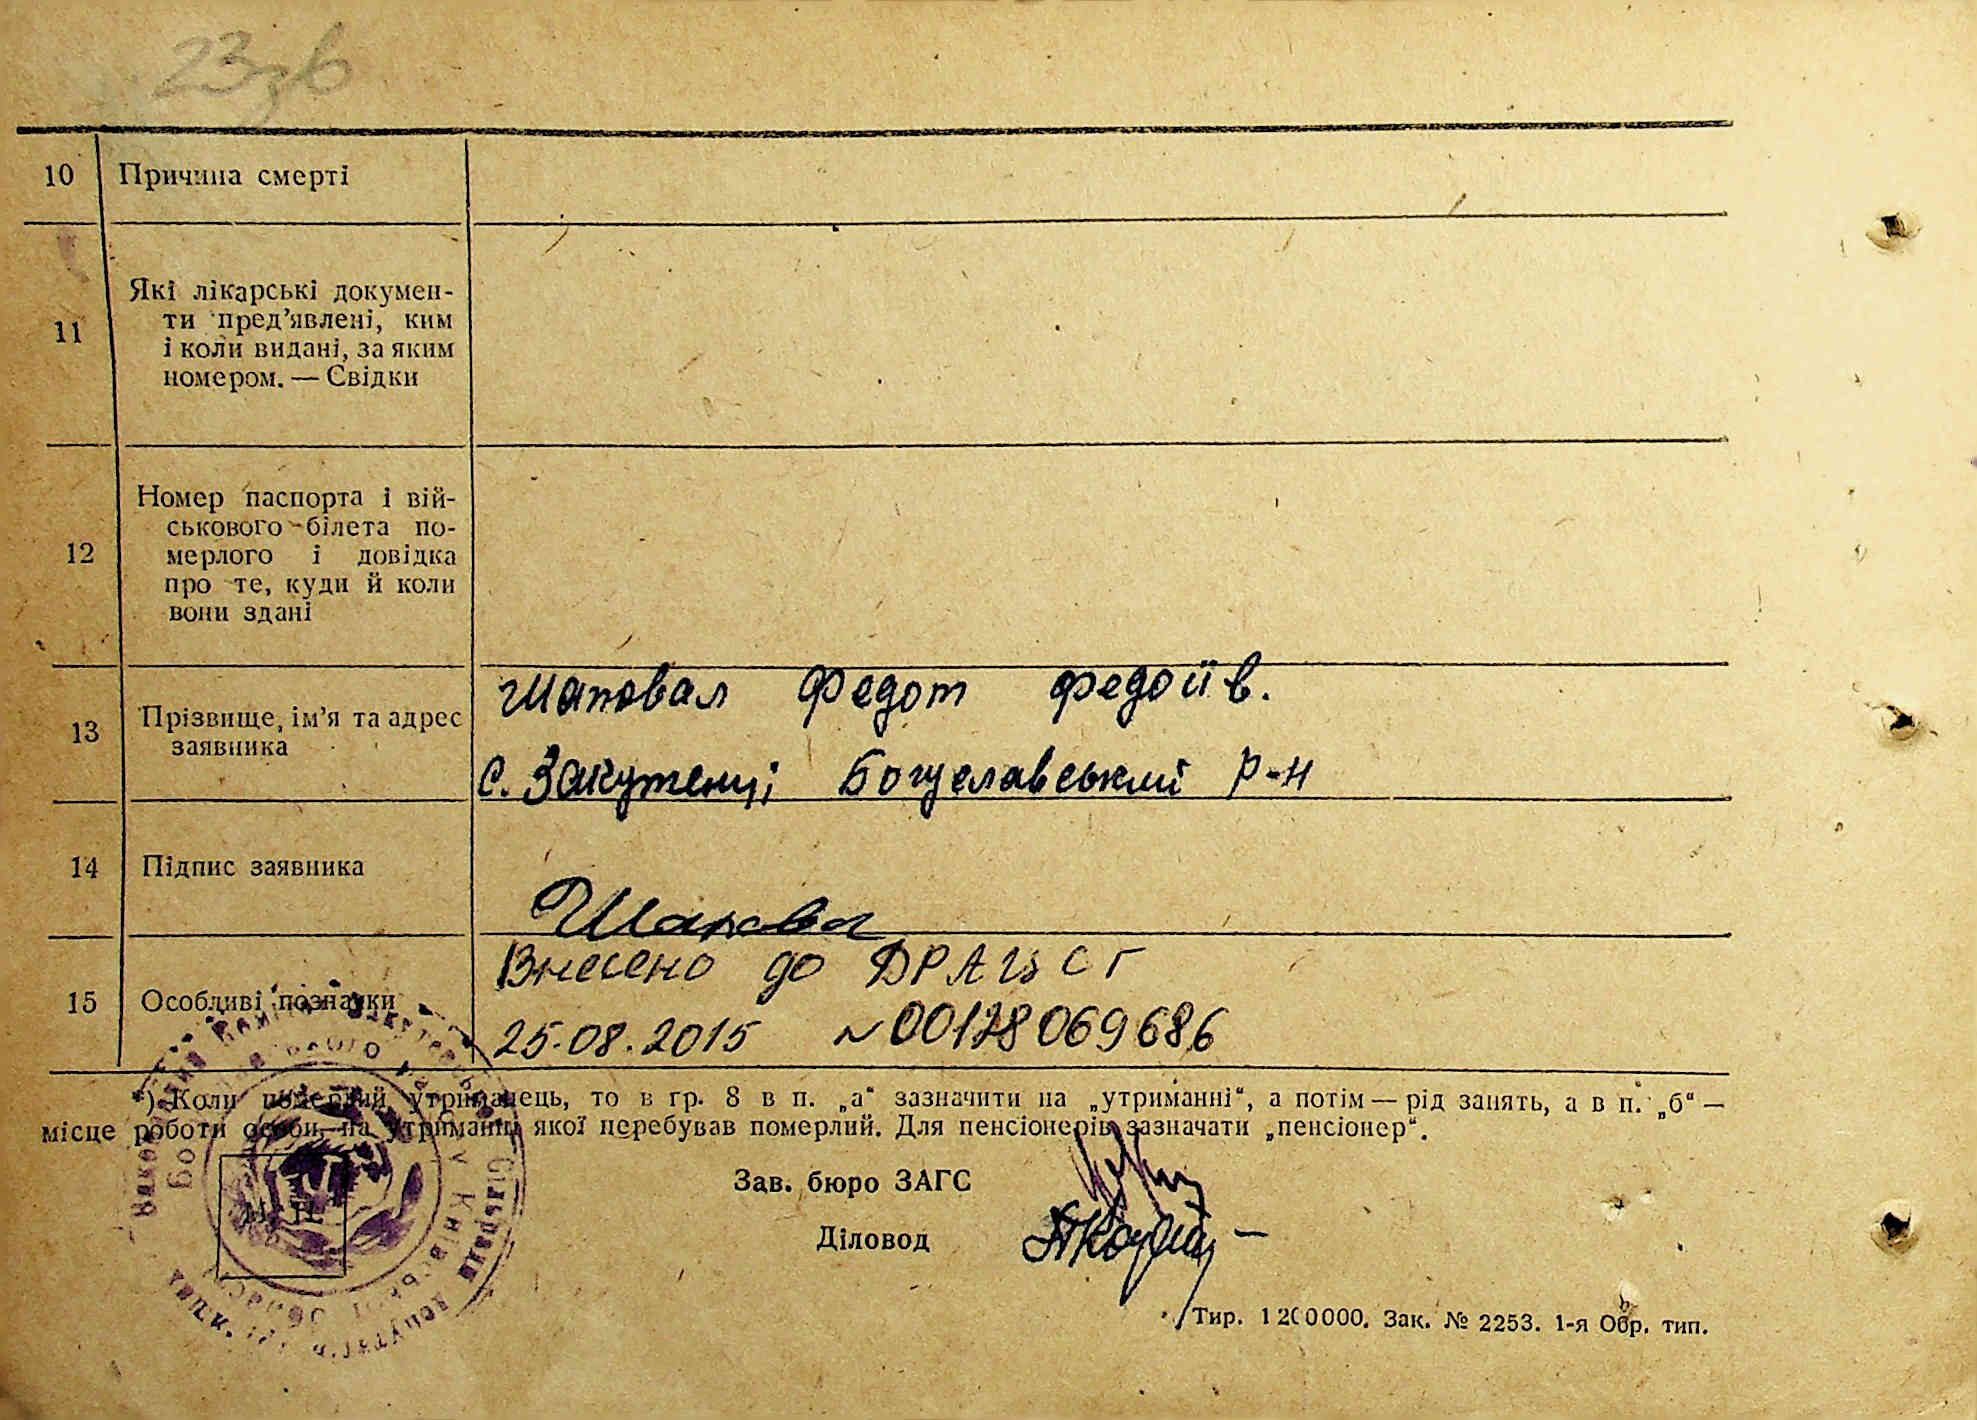 23зв
10 Причина смерті
11 Які лікарські докумен-
ти пред’явлені, ким
і коли видані, за яким
номером. — Свідки
12 Номер паспорта і вій-
ськового білета по-
мерлого і довідка
про те, куди й коли
вони здані
13 Прізвище, ім’я та адрес
заявника
Шаповал Федот Федоїів.
с. Закутенці Богуславський р-н
14 Підпис заявника
Шапова
15 Особливі позначки
Внесено до ДРАЦСГ
25.08.2015 №00128069686
*) Коли померлий утриманець, то в гр. 8 в п. „а“ зазначити на „утриманні“, а потім — рід занять, а в п. „б“ —
місце роботи особи, на утриманні якої перебував померлий. Для пенсіонерів зазначати „пенсіонер“.
Зав. бюро ЗАГС
Діловод
М. П.
Тир. 1200000. Зак. № 2253. 1-я Обр. тип.